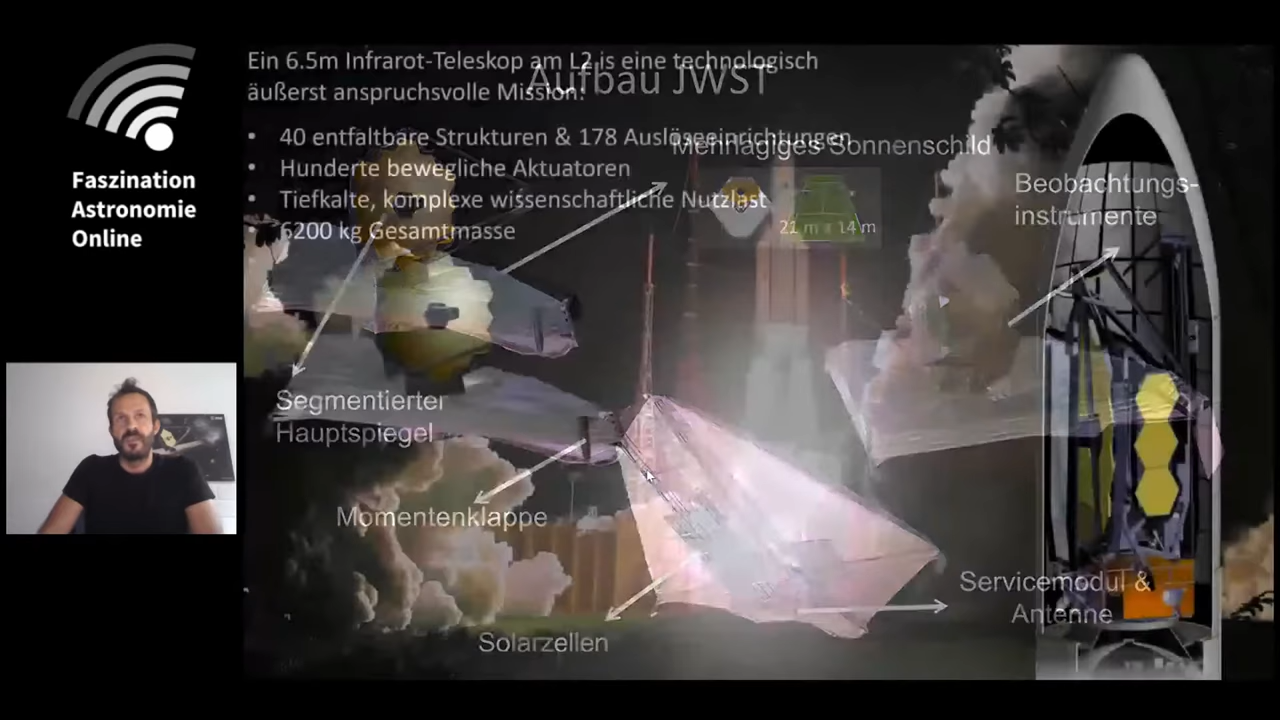 Faszination
Astronomie
Online
Ein 6.5m Infrarot-Teleskop am L2 is eine technologisch
äußerst anspruchsvolle Mission!
• 40 entfaltbare Strukturen & 178 Auslöseeinrichtungen
• Hunderte bewegliche Aktuatoren
• Tiefkalte, komplexe wissenschaftliche Nutzlast
• 6200 kg Gesamtmasse
Aufbau JWST
Mehrlagiges Sonnenschild
21 m x 14 m
Beobachtungs-
instrumente
Segmentierter
Hauptspiegel
Momentenklappe
Solarzellen
Servicemodul &
Antenne